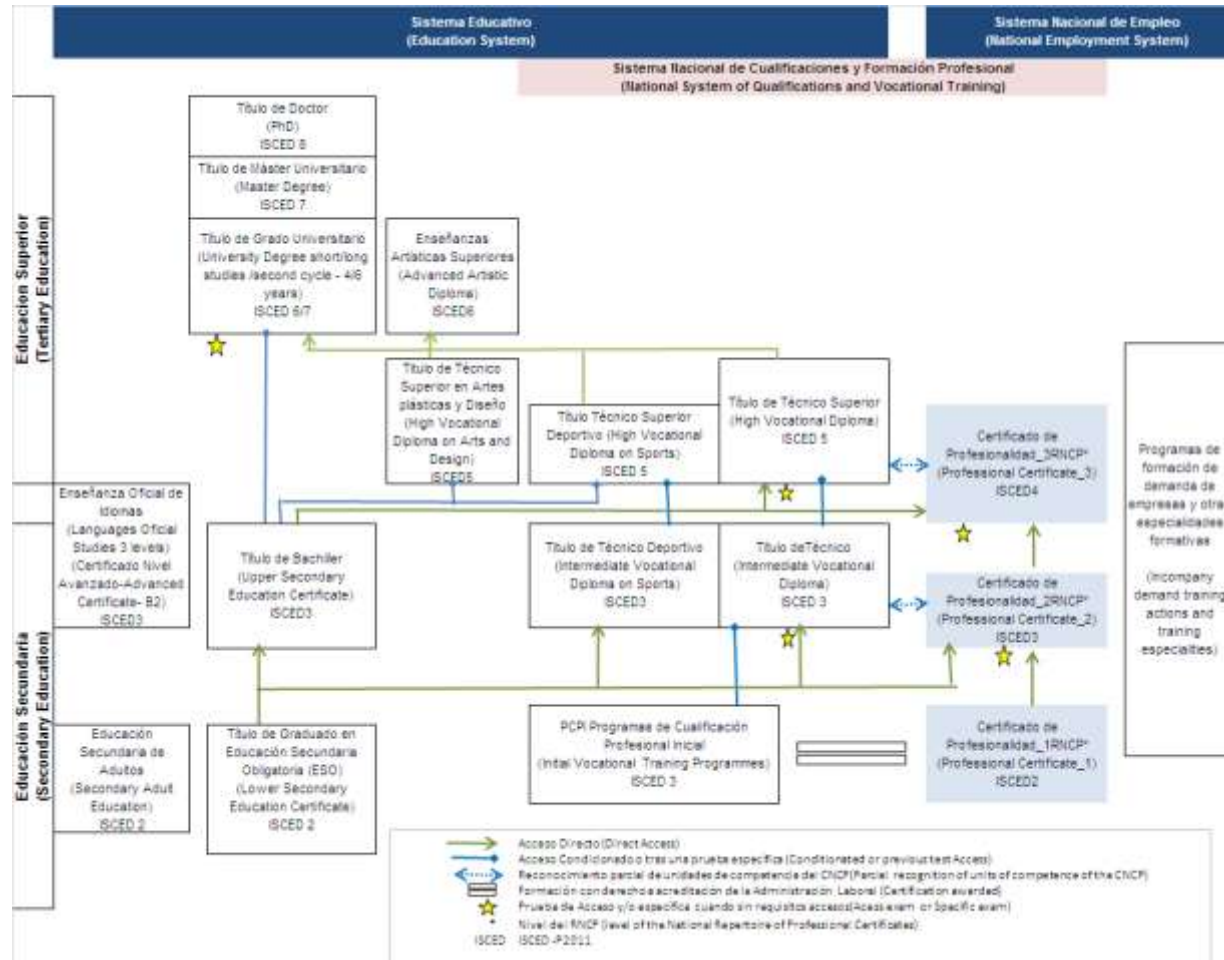 Sistema Educativo
(Education System)
Sistema Nacional de Empleo
(National Employment System)
Sistema Nacional de Cualificaciones y Formación Profesional
(National System of Qualifications and Vocational Training)
Educacion Superior
(Tertiary Education)
Título de Doctor
(PhD)
ISCED 8
Título de Máster Universitario
(Master Degree)
ISCED 7
Título de Grado Universitario
(University Degree short/long
studies /second cycle - 4/6
years)
ISCED 6/7
Enseñanzas
Artísticas Superiores
(Advanced Artistic
Diploma)
ISCED6
Título de Técnico
Superior en Artes
plásticas y Diseño
(High Vocational
Diploma on Arts and
Design)
ISCED5
Título Técnico Superior
Deportivo (High Vocational
Diploma on Sports)
ISCED 5
Título de Técnico Superior
(High Vocational Diploma)
ISCED 5
Certificado de
Profesionalidad_3RNCP*
(Professional Certificate_3)
ISCED4
Programas de
formación de
demanda de
empresas y otra
especialidades
formativas
(Incompany
demand training
actions and
training
especialties)
Educación Secundaria
(Secondary Education)
Enseñanza Oficial de
Idiomas
(Languages Oficial
Studies 3 levels)
(Certificado Nivel
Avanzado-Advanced
Certificate- B2)
ISCED3
Título de Bachiller
(Upper Secondary
Education Certificate)
ISCED3
Título de Técnico Deportivo
(Intermediate Vocational
Diploma on Sports)
ISCED3
Título deTécnico
(Intermediate Vocational
Diploma)
ISCED 3
Certificado de
Profesionalidad_2RNCP*
(Professional Certificate_2)
ISCED3
Educación
Secundaria de
Adultos
(Secondary Adult
Education)
ISCED 2
Título de Graduado en
Educación Secundaria
Obligatoria (ESO)
(Lower Secondary
Education Certificate)
ISCED 2
PCPI Programas de Cualificación
Profesional Inicial
(Initial Vocational Training Programmes)
ISCED 3
Certificado de
Profesionalidad_1RNCP*
(Professional Certificate_1)
ISCED2
Acceso Directo (Direct Access)
Acceso Condicionado o tras una prueba específica (Conditionated or previous test Access)
Reconocimiento parcial de unidades de competencia del CNCP(Parcial recognition of units of competence of the CNCP)
Formación con derecho a acreditación de la Administración Laboral (Certification awarded)
Prueba de Acceso y/o específica cuando sin requisitos accesos(Acess exam or Specific exam)
* Nivel del RNCP (level of the National Repertoire of Professional Certificates)
ISCED ISCED-P2011